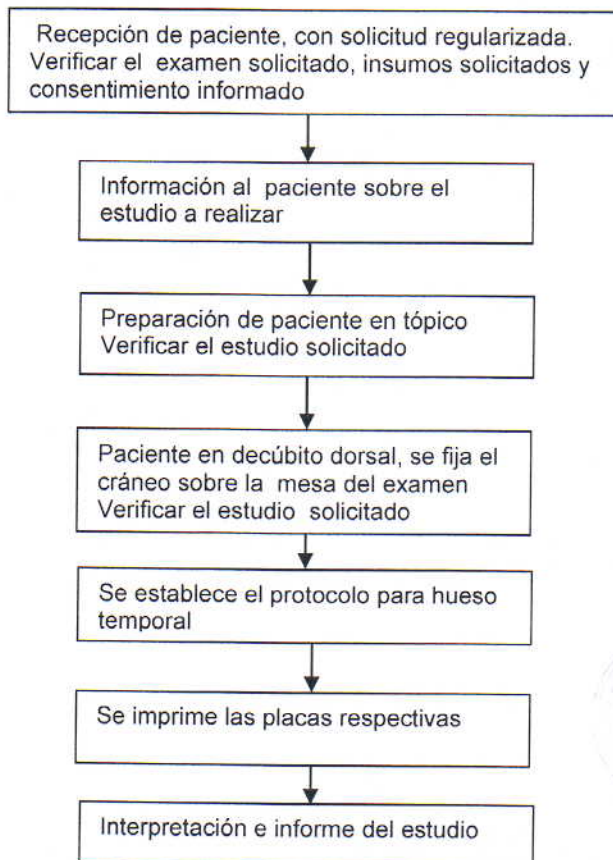 Recepción de paciente, con solicitud regularizada.
Verificar el examen solicitado, insumos solicitados y
consentimiento informado
Información al paciente sobre el
estudio a realizar
Preparación de paciente en tópico
Verificar el estudio solicitado
Paciente en decúbito dorsal, se fija el
cráneo sobre la mesa del examen
Verificar el estudio solicitado
Se establece el protocolo para hueso
temporal
Se imprime las placas respectivas
Interpretación e informe del estudio